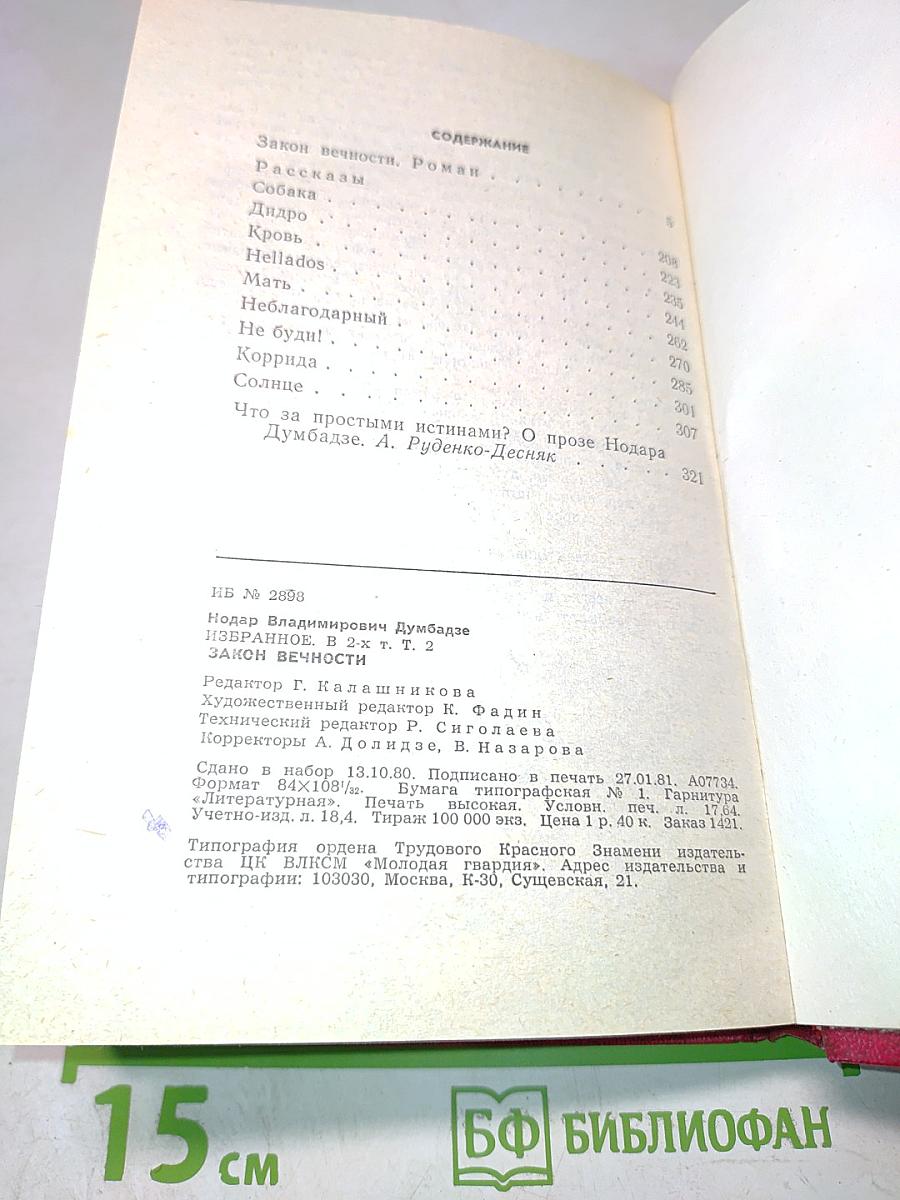 СОДЕРЖАНИЕ
Закон вечности. Роман . . . . . . . . 5
Рассказы
Собака . . . . . . . . . . . . . 208
Дидро . . . . . . . . . . . . . 223
Кровь . . . . . . . . . . . . . 235
Hellados . . . . . . . . . . . . . 244
Мать . . . . . . . . . . . . . 262
Неблагодарный . . . . . . . . . . . 270
Не буди! . . . . . . . . . . . . . 285
Коррида . . . . . . . . . . . . . 301
Солнце . . . . . . . . . . . . . 307
Что за простыми истинами? О прозе Нодара
Думбадзе. А. Руденко-Десняк . . . . . 321
ИБ № 2898
Нодар Владимирович Думбадзе
ИЗБРАННОЕ. В 2-х т. Т. 2
ЗАКОН ВЕЧНОСТИ
Редактор Г. Калашникова
Художественный редактор К. Фадин
Технический редактор Р. Сиголаева
Корректоры А. Долидзе, В. Назарова
Сдано в набор 13.10.80. Подписано в печать 27.01.81. А07734.
Формат 84×108¹/₃₂. Бумага типографская № 1. Гарнитура
«Литературная». Печать высокая. Условн. печ. л. 17,64.
Учетно-изд. л. 18,4. Тираж 100 000 экз. Цена 1 р. 40 к. Заказ 1421.
Типография ордена Трудового Красного Знамени издатель-
ства ЦК ВЛКСМ «Молодая гвардия». Адрес издательства и
типографии: 103030, Москва, К-30, Сущевская, 21.
15 см
БФ БИБЛИОФАН